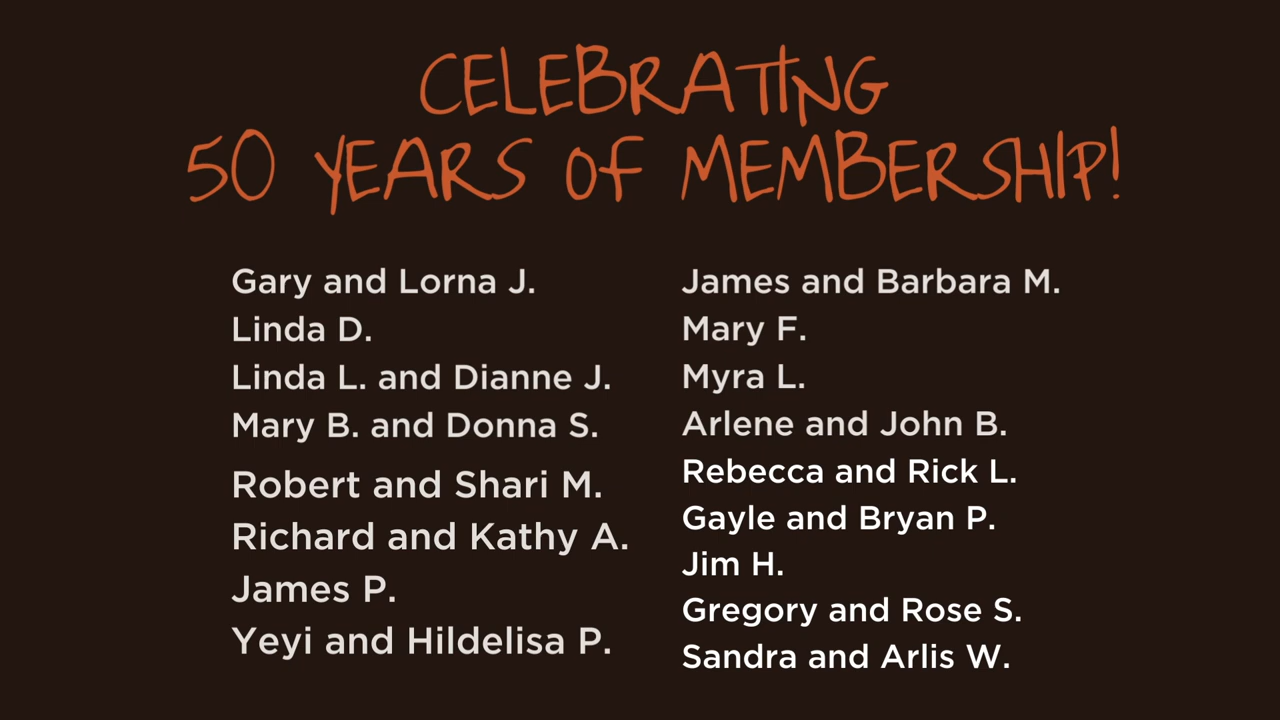 CELEBRATING
50 YEARS OF MEMBERSHIP!
Gary and Lorna J.
Linda D.
Linda L. and Dianne J.
Mary B. and Donna S.
Robert and Shari M.
Richard and Kathy A.
James P.
Yeyi and Hildelisa P.
James and Barbara M.
Mary F.
Myra L.
Arlene and John B.
Rebecca and Rick L.
Gayle and Bryan P.
Jim H.
Gregory and Rose S.
Sandra and Arlis W.